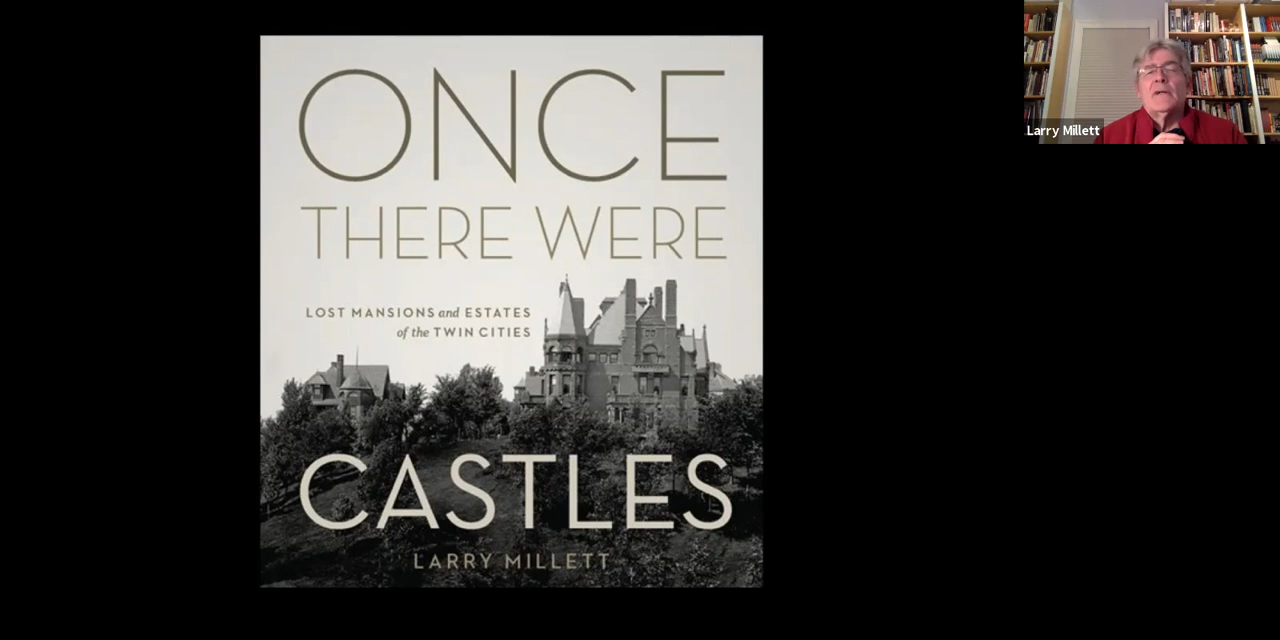 ONCE
THERE WERE
LOST MANSIONS and ESTATES
of the TWIN CITIES
CASTLES
LARRY MILLETT
Larry Millett